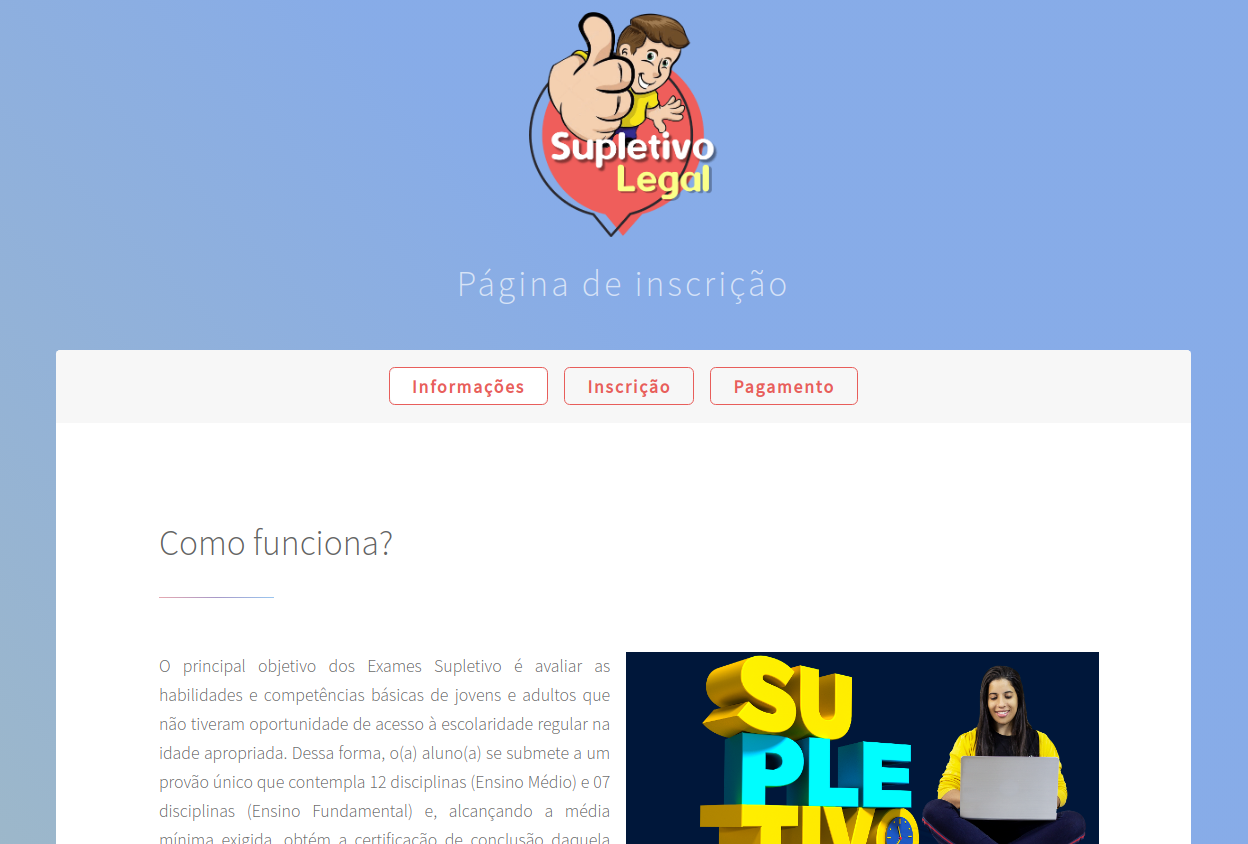 Supletivo
Legal
Página de inscrição
Informações
Inscrição
Pagamento
Como funciona?
O principal objetivo dos Exames Supletivo é avaliar as
habilidades e competências básicas de jovens e adultos que
não tiveram oportunidade de acesso à escolaridade regular na
idade apropriada. Dessa forma, o(a) aluno(a) se submete a um
provão único que contempla 12 disciplinas (Ensino Médio) e 07
disciplinas (Ensino Fundamental) e, alcançando a média
mínima exigida, obtém a certificação de conclusão daquela
SU
PLE
TIVO